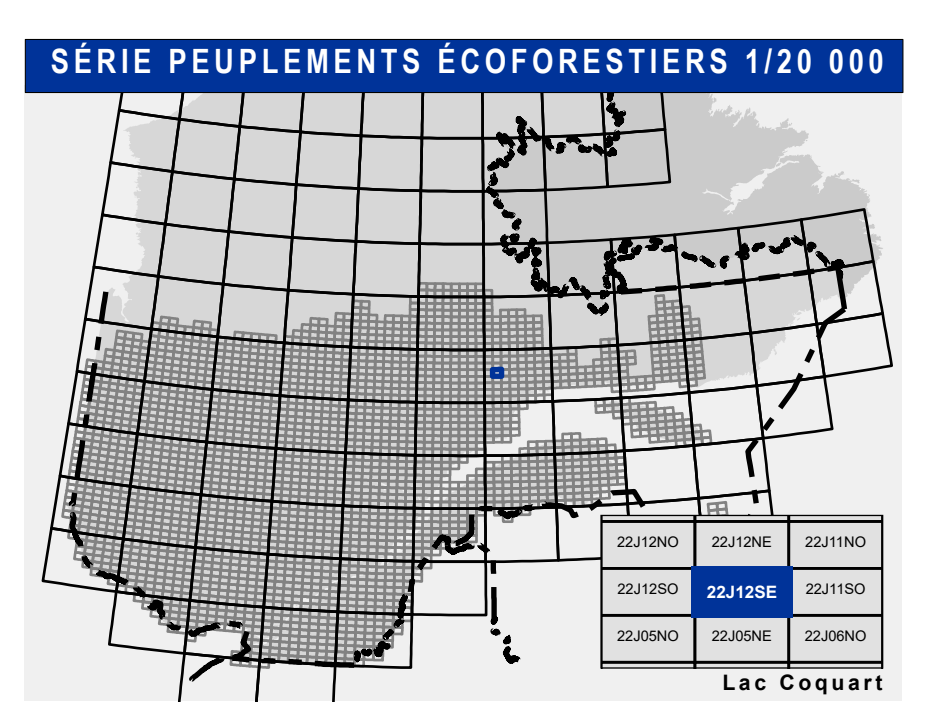 SÉRIE PEUPLEMENTS ÉCOFORESTIERS 1/20 000
22J12NO 22J12NE 22J11NO
22J12SO 22J12SE 22J11SO
22J05NO 22J05NE 22J06NO
Lac Coquart